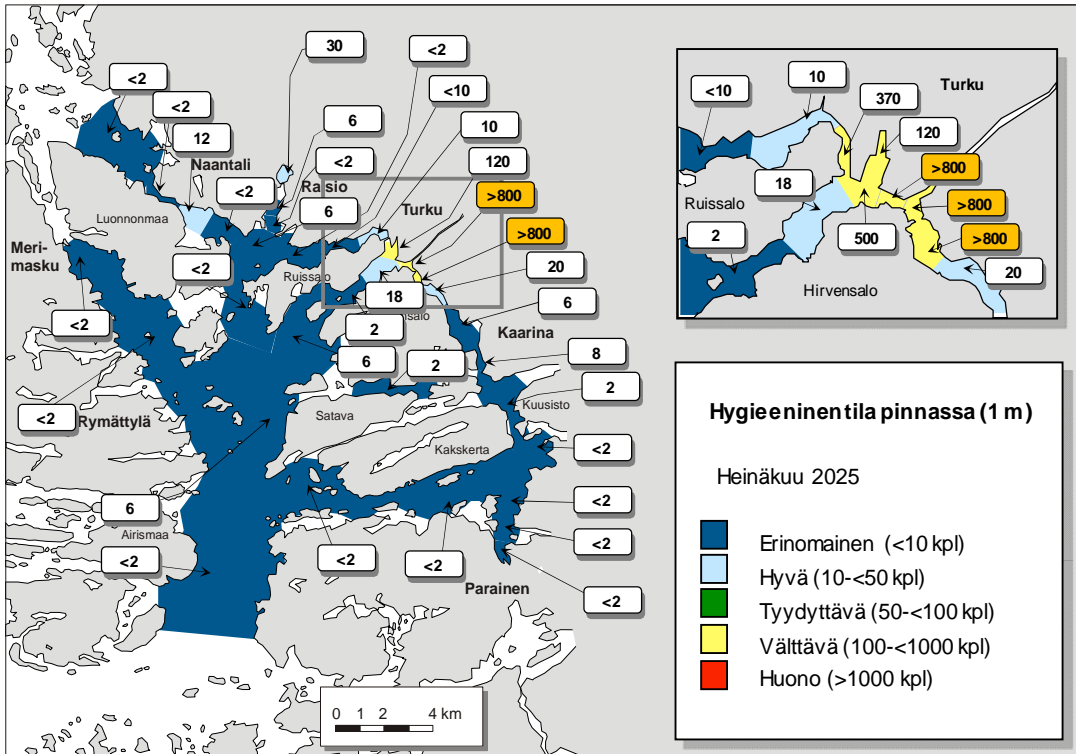 30
<2
<2
<10
<2
6
10
12
Naantali
<2
120
<2
Raisio
>800
6
Turku
Luonnonmaa
>800
Meri-
masku
Ruissalo
20
<2
18
6
<2
2
Kaarina
6
2
8
<2
Rymättylä
Satava
2
Kuusisto
Kakskerta
<2
6
<2
Airismaa
<2
<2
<2
<2
Parainen
<2
0 1 2 4 km
10
Turku
<10
370
120
18
>800
Ruissalo
>800
2
500
>800
20
Hirvensalo
Hygieeninen tila pinnassa (1 m)
Heinäkuu 2025
Erinomainen (<10 kpl)
Hyvä (10-<50 kpl)
Tyydyttävä (50-<100 kpl)
Välttävä (100-<1000 kpl)
Huono (>1000 kpl)